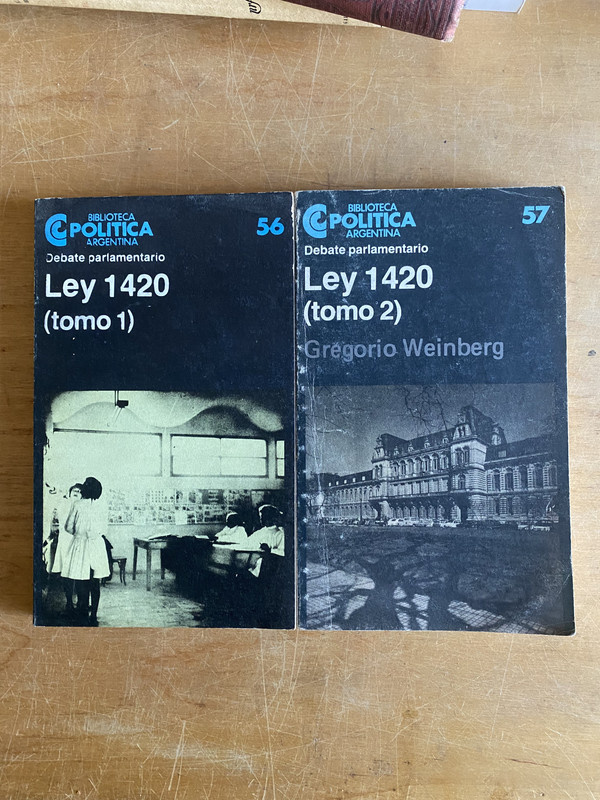 BIBLIOTECA
POLITICA
ARGENTINA
56
Debate parlamentario
Ley 1420
(tomo 1)
BIBLIOTECA
POLITICA
ARGENTINA
57
Debate parlamentario
Ley 1420
(tomo 2)
Gregorio Weinberg